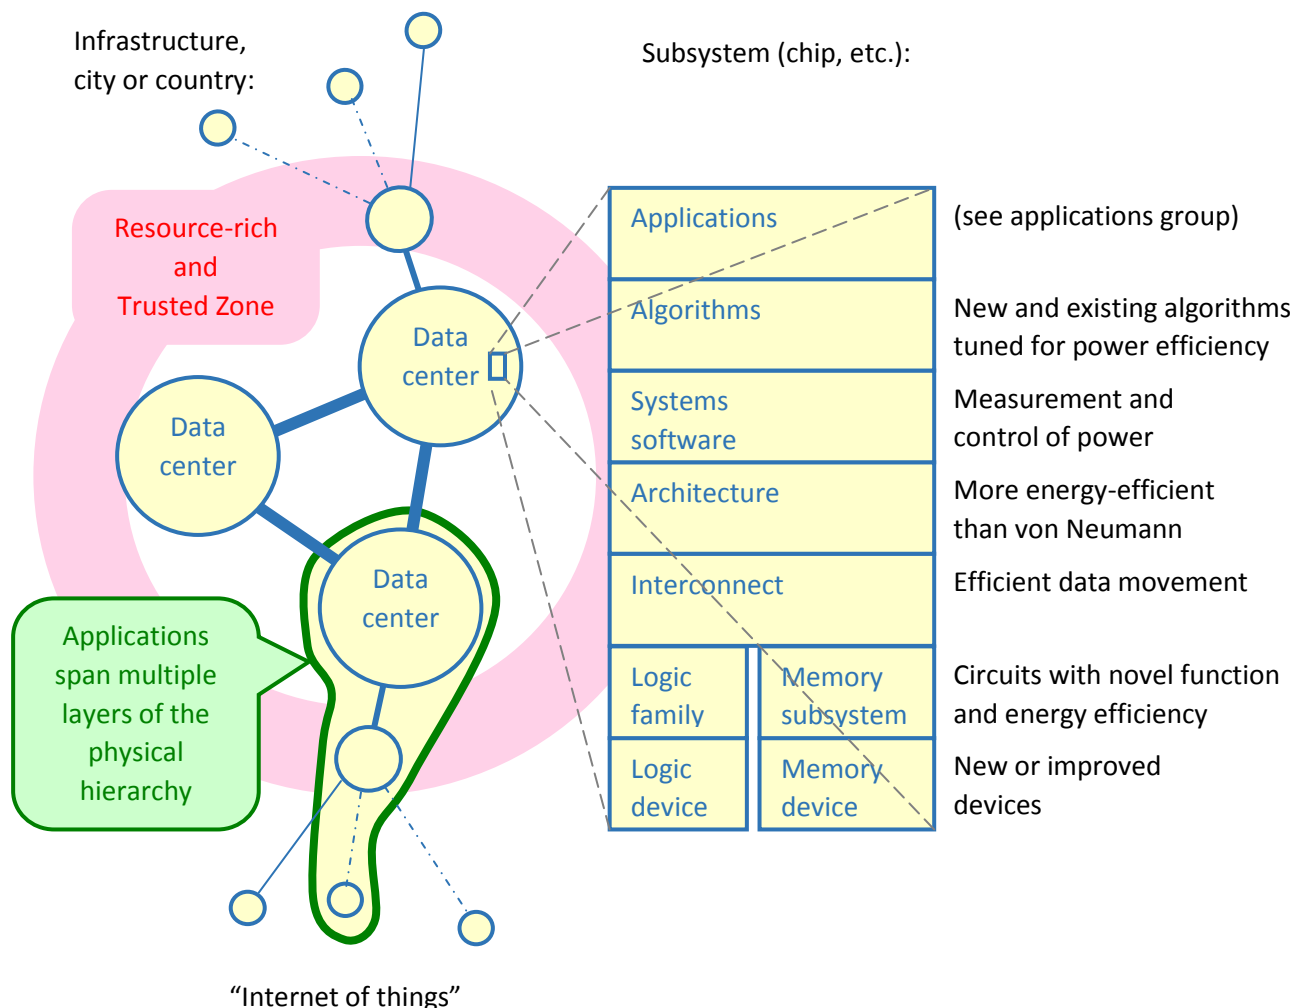 Infrastructure,
city or country:
Subsystem (chip, etc.):
Resource-rich
and
Trusted Zone
Data
center
Data
center
Data
center
Applications
span multiple
layers of the
physical
hierarchy
“Internet of things”
Applications
(see applications group)
Algorithms
New and existing algorithms
tuned for power efficiency
Systems
software
Measurement and
control of power
Architecture
More energy-efficient
than von Neumann
Interconnect
Efficient data movement
Logic
family
Memory
subsystem
Circuits with novel function
and energy efficiency
Logic
device
Memory
device
New or improved
devices